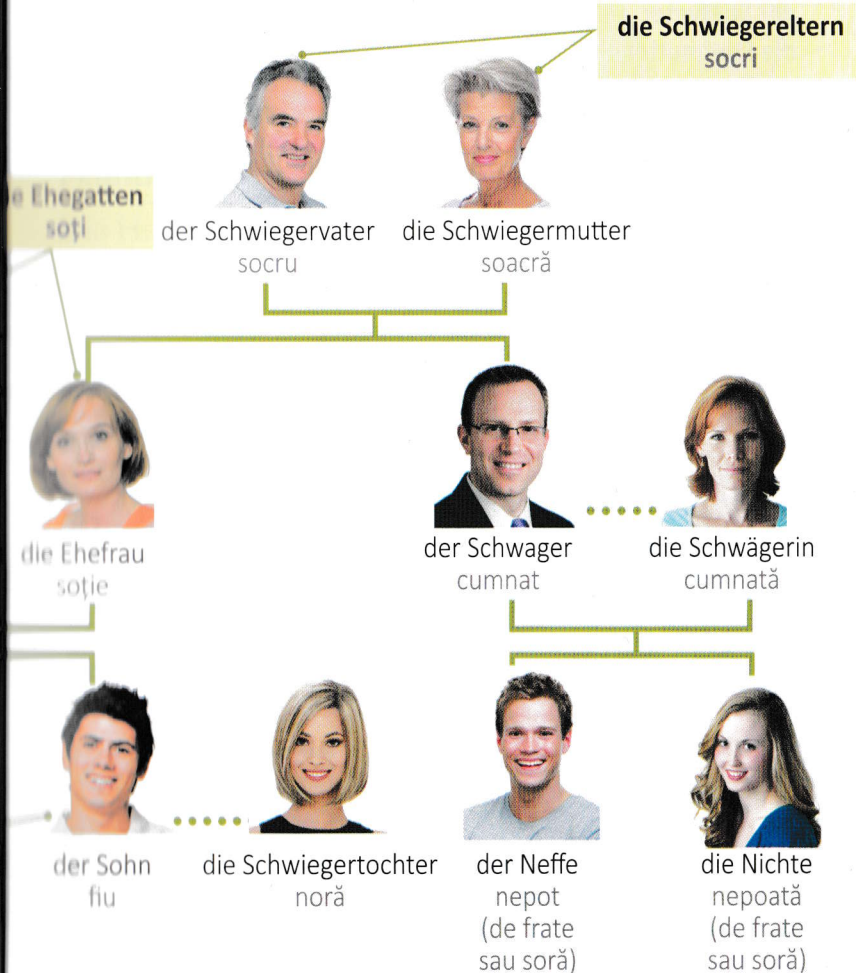 die Schwiegereltern
socri
Ehegatten
soți
der Schwiegervater
socru
die Schwiegermutter
soacră
die Ehefrau
soție
der Schwager
cumnat
die Schwägerin
cumnată
der Sohn
fiu
die Schwiegertochter
noră
der Neffe
nepot
(de frate
sau soră)
die Nichte
nepoată
(de frate
sau soră)